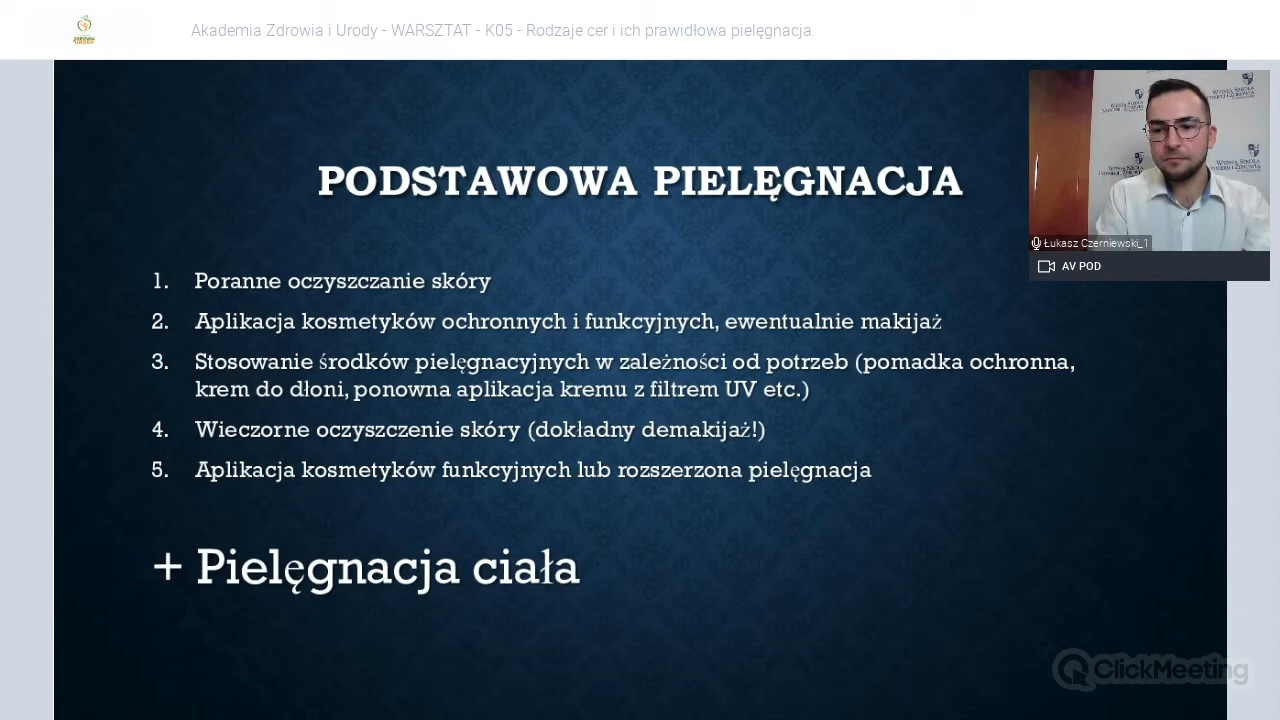 Akademia Zdrowia i Urody - WARSZTAT - K05 - Rodzaje cer i ich prawidłowa pielęgnacja.
PODSTAWOWA PIELĘGNACJA
1. Poranne oczyszczanie skóry
2. Aplikacja kosmetyków ochronnych i funkcyjnych, ewentualnie makijaż
3. Stosowanie środków pielęgnacyjnych w zależności od potrzeb (pomadka ochronna,
krem do dłoni, ponowna aplikacja kremu z filtrem UV etc.)
4. Wieczorne oczyszczenie skóry (dokładny demakijaż!)
5. Aplikacja kosmetyków funkcyjnych lub rozszerzona pielęgnacja
+ Pielęgnacja ciała
Łukasz Czerniewski_1
AV POD
ClickMeeting